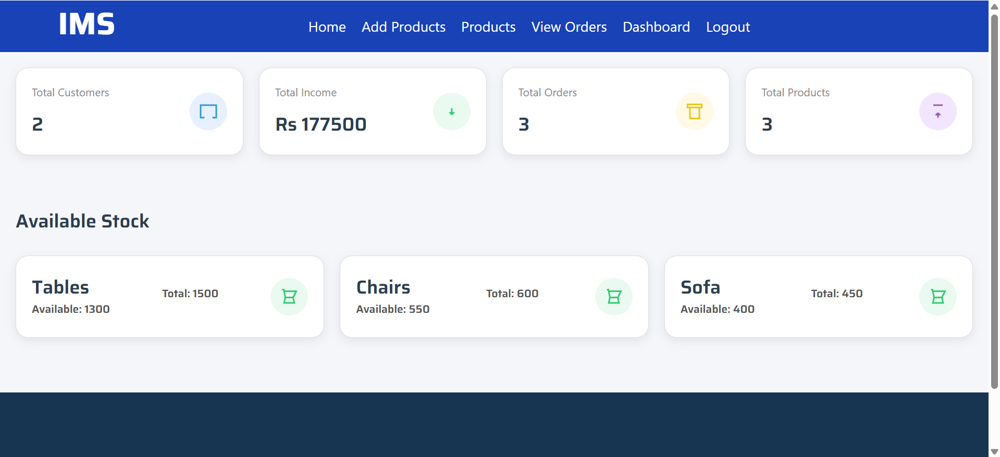 IMS
Home Add Products Products View Orders Dashboard Logout
Total Customers
2
Total Income
Rs 177500
Total Orders
3
Total Products
3
Available Stock
Tables
Total: 1500
Available: 1300
Chairs
Total: 600
Available: 550
Sofa
Total: 450
Available: 400